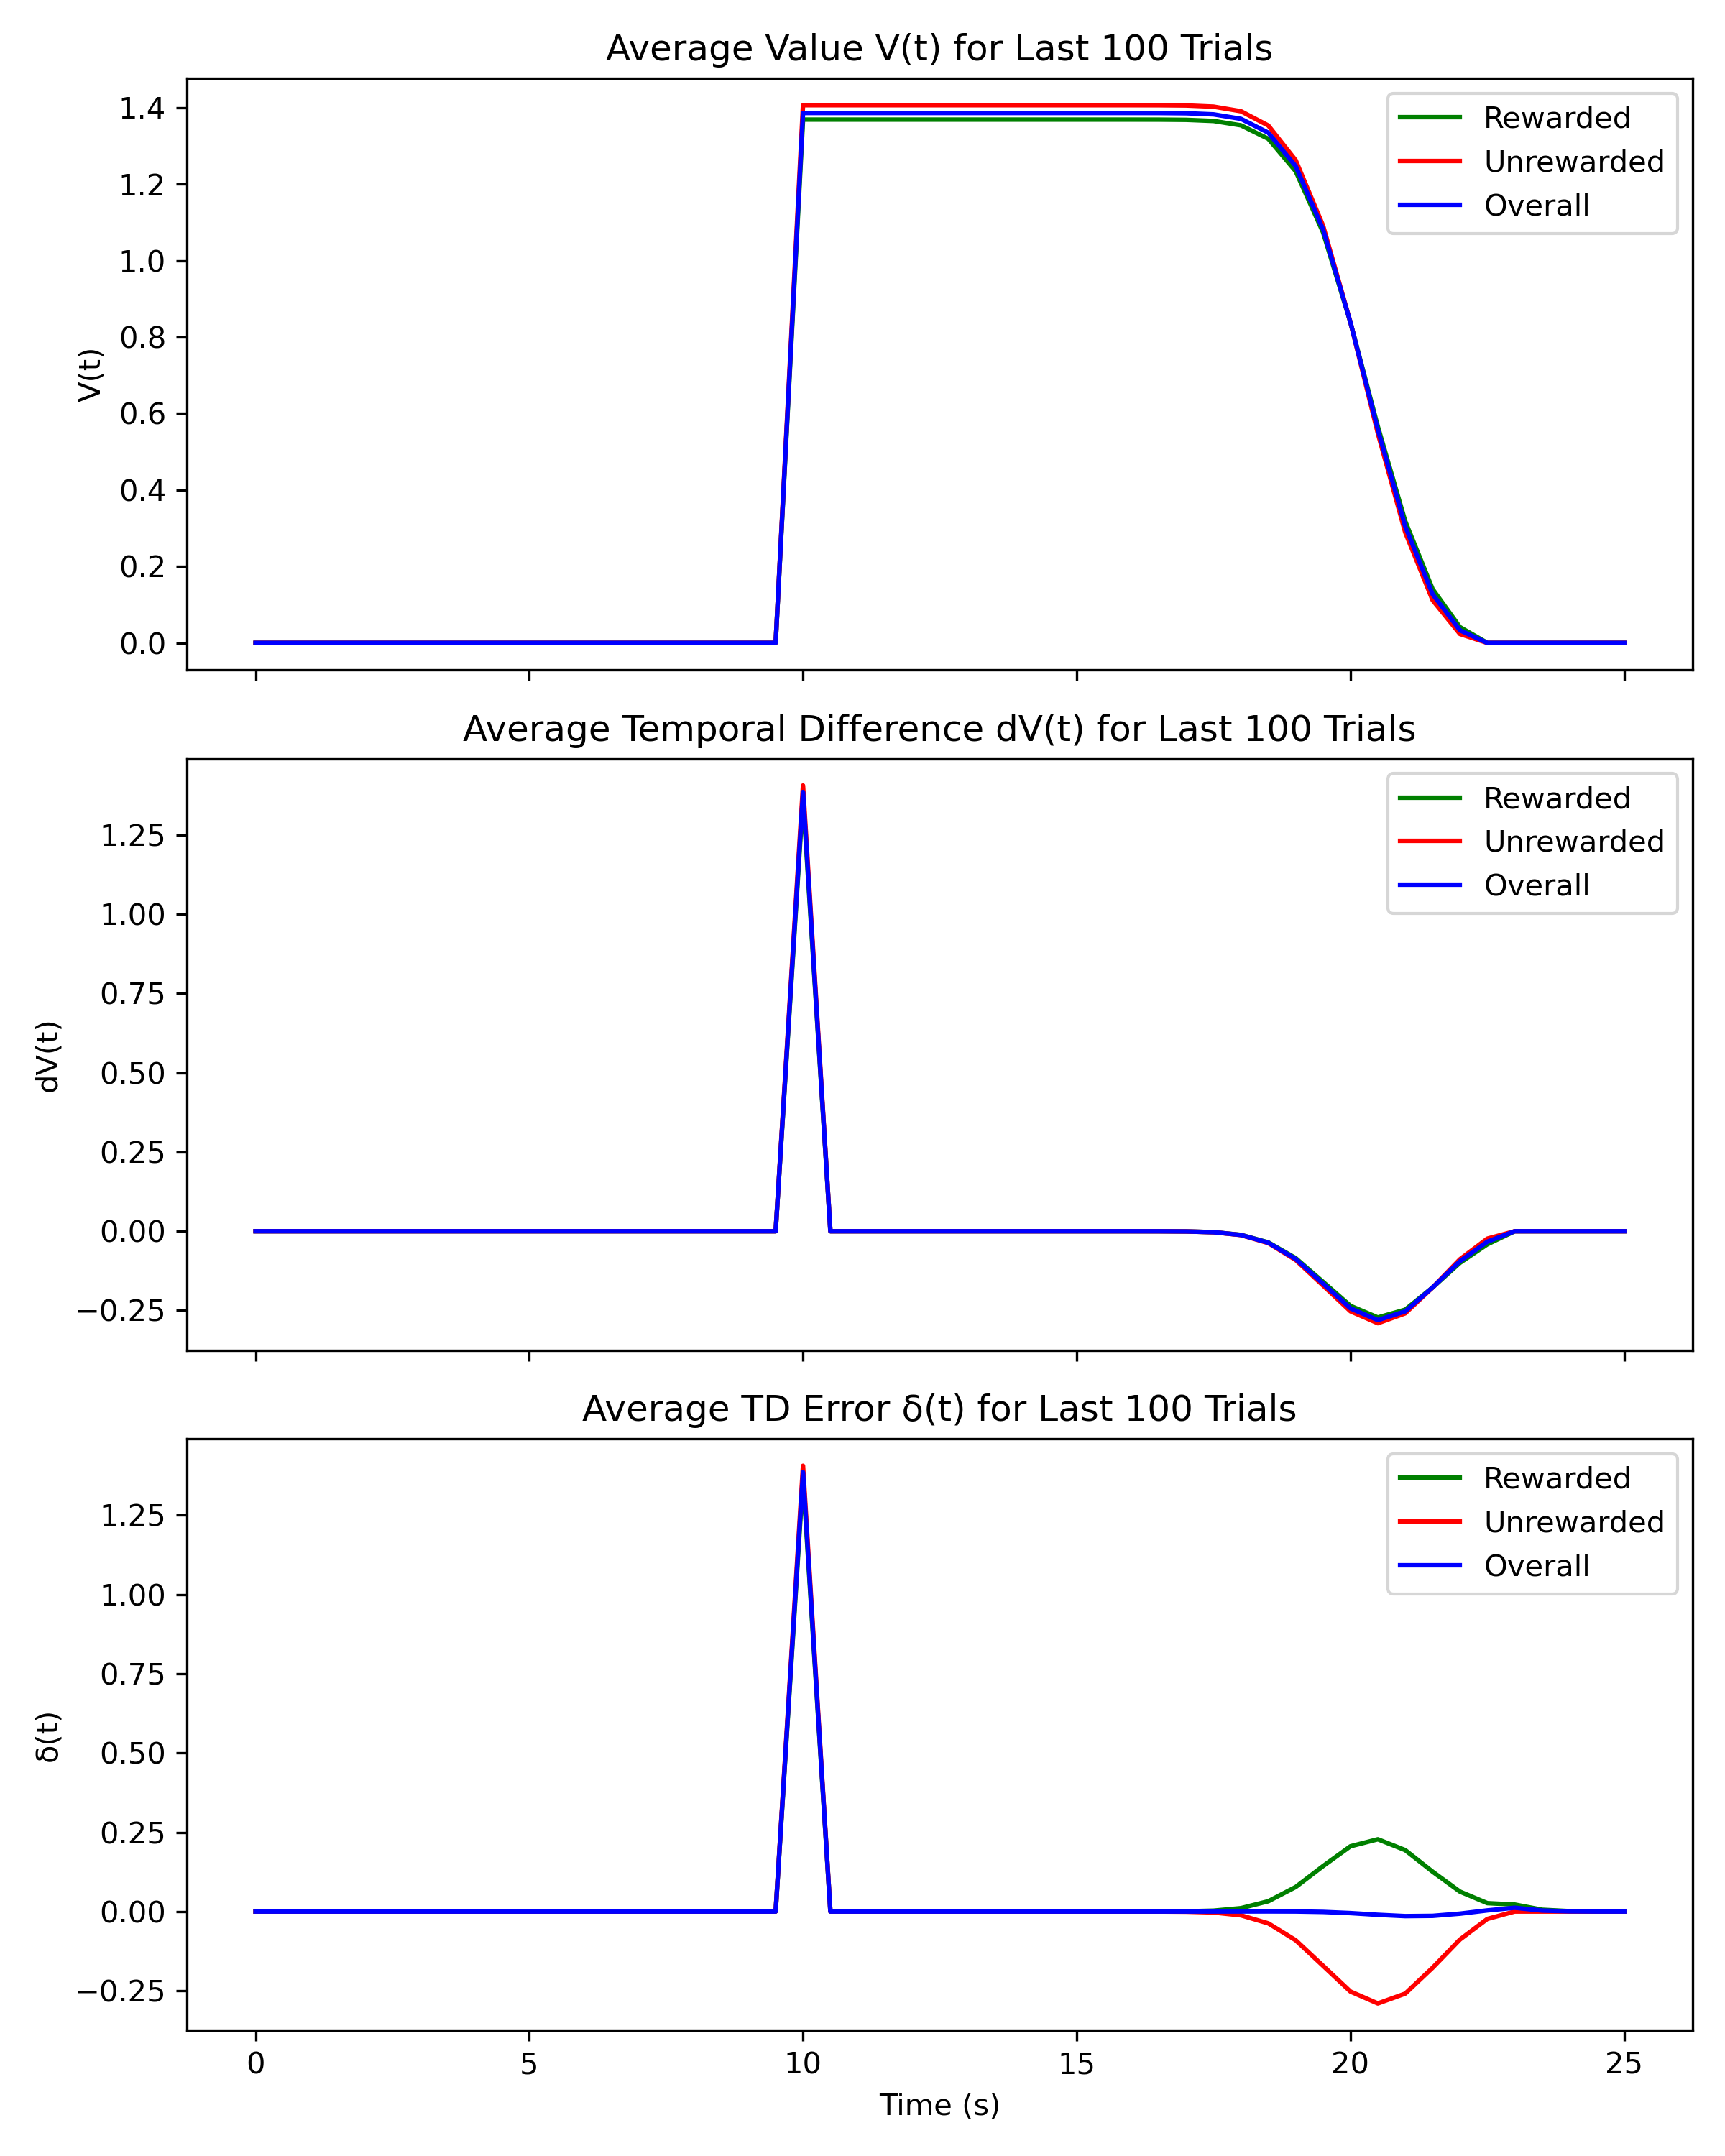 Average Value V(t) for Last 100 Trials
1.4
1.2
1.0
0.8
0.6
0.4
0.2
0.0
V(t)
Rewarded
Unrewarded
Overall
Average Temporal Difference dV(t) for Last 100 Trials
1.25
1.00
0.75
0.50
0.25
0.00
−0.25
dV(t)
Rewarded
Unrewarded
Overall
Average TD Error δ(t) for Last 100 Trials
1.25
1.00
0.75
0.50
0.25
0.00
−0.25
δ(t)
Rewarded
Unrewarded
Overall
0 5 10 15 20 25
Time (s)